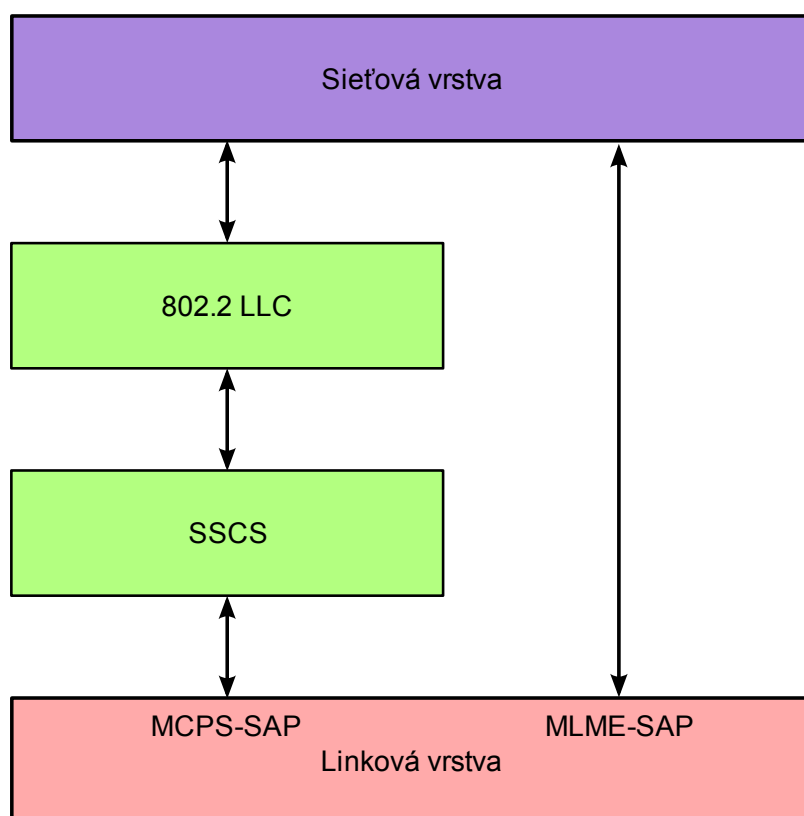 Sieťová vrstva
802.2 LLC
SSCS
MCPS-SAP MLME-SAP
Linková vrstva